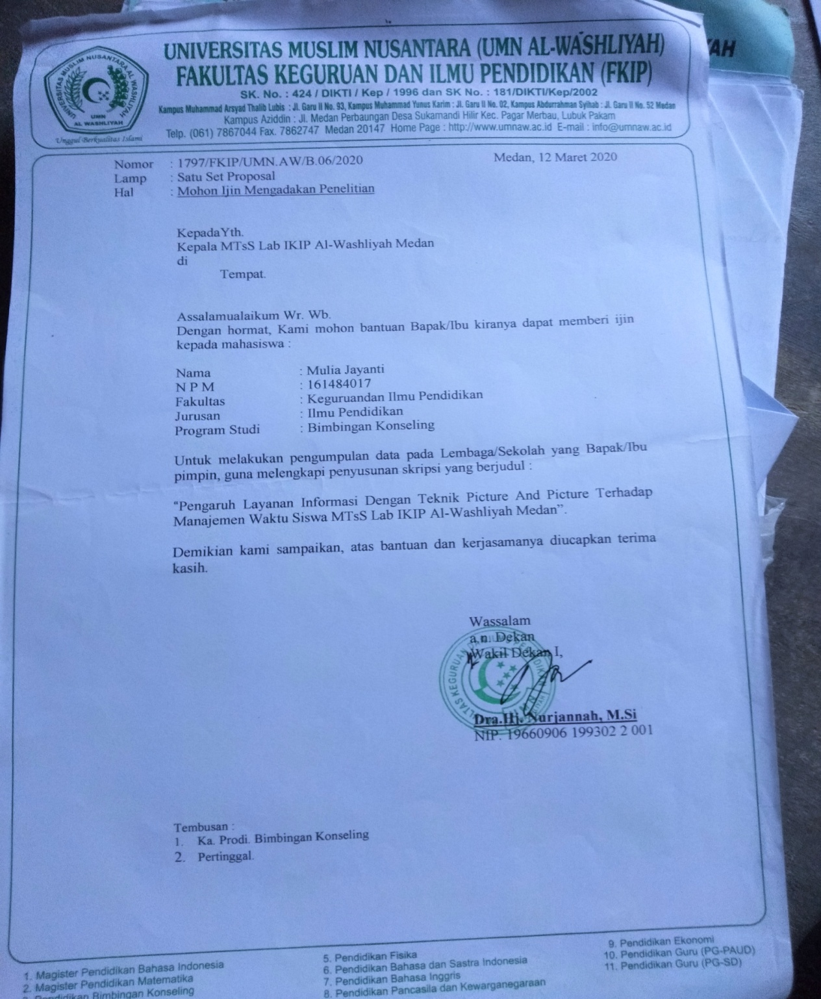 UNIVERSITAS MUSLIM NUSANTARA (UMN AL-WASHLIYAH)
FAKULTAS KEGURUAN DAN ILMU PENDIDIKAN (FKIP)
SK. No. : 424 / DIKTI / Kep / 1996 dan SK No. : 181/DIKTI/Kep/2002
Kampus Muhammad Arsyad Thalib Lubis : Jl. Garu II No. 93, Kampus Muhammad Yunus Karim : Jl. Garu II No. 02, Kampus Abdurrahman Syihab : Jl. Garu II No. 52 Medan
Kampus Aziddin : Jl. Medan Perbaungan Desa Sukamandi Hilir Kec. Pagar Merbau, Lubuk Pakam
Telp. (061) 7867044 Fax. 7862747 Medan 20147 Home Page : http://www.umnaw.ac.id E-mail : info@umnaw.ac.id
UNIVERSITAS MUSLIM NUSANTARA AL WASHLIYAH
UMN
AL WASHLIYAH
Unggul Berkualitas Islami
YAH
Nomor : 1797/FKIP/UMN.AW/B.06/2020 Medan, 12 Maret 2020
Lamp : Satu Set Proposal
Hal : Mohon Ijin Mengadakan Penelitian
KepadaYth.
Kepala MTsS Lab IKIP Al-Washliyah Medan
di
Tempat.
Assalamualaikum Wr. Wb.
Dengan hormat, Kami mohon bantuan Bapak/Ibu kiranya dapat memberi ijin
kepada mahasiswa :
Nama : Mulia Jayanti
N P M : 161484017
Fakultas : Keguruandan Ilmu Pendidikan
Jurusan : Ilmu Pendidikan
Program Studi : Bimbingan Konseling
Untuk melakukan pengumpulan data pada Lembaga/Sekolah yang Bapak/Ibu
pimpin, guna melengkapi penyusunan skripsi yang berjudul :
"Pengaruh Layanan Informasi Dengan Teknik Picture And Picture Terhadap
Manajemen Waktu Siswa MTsS Lab IKIP Al-Washliyah Medan".
Demikian kami sampaikan, atas bantuan dan kerjasamanya diucapkan terima
kasih.
Wassalam
a.n. Dekan
Wakil Dekan I,
Dra.Hj. Nurjannah, M.Si
NIP. 19660906 199302 2 001
Tembusan :
1. Ka. Prodi. Bimbingan Konseling
2. Pertinggal.
1. Magister Pendidikan Bahasa Indonesia
2. Magister Pendidikan Matematika
Bimbingan Konseling
5. Pendidikan Fisika
6. Pendidikan Bahasa dan Sastra Indonesia
7. Pendidikan Bahasa Inggris
8. Pendidikan Pancasila dan Kewarganegaraan
9. Pendidikan Ekonomi
10. Pendidikan Guru (PG-PAUD)
11. Pendidikan Guru (PG-SD)